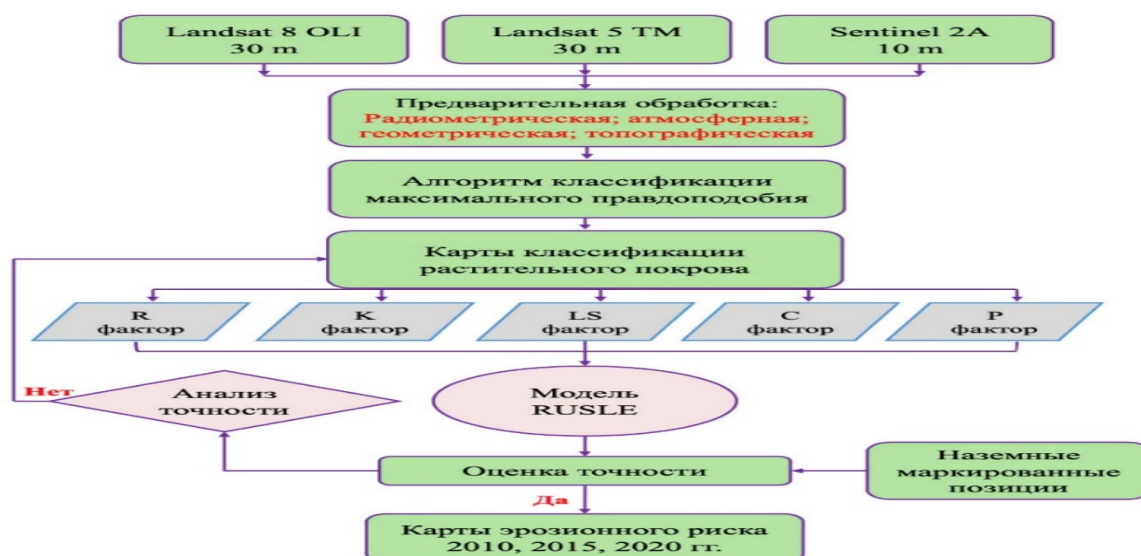 Landsat 8 OLI
30 m
Landsat 5 TM
30 m
Sentinel 2A
10 m
Предварительная обработка:
Радиометрическая; атмосферная;
геометрическая; топографическая
Алгоритм классификации
максимального правдоподобия
Карты классификации
растительного покрова
R
фактор
K
фактор
LS
фактор
C
фактор
P
фактор
Нет
Анализ
точности
Модель
RUSLE
Оценка точности
Наземные
маркированные
позиции
Да
Карты эрозионного риска
2010, 2015, 2020 гг.